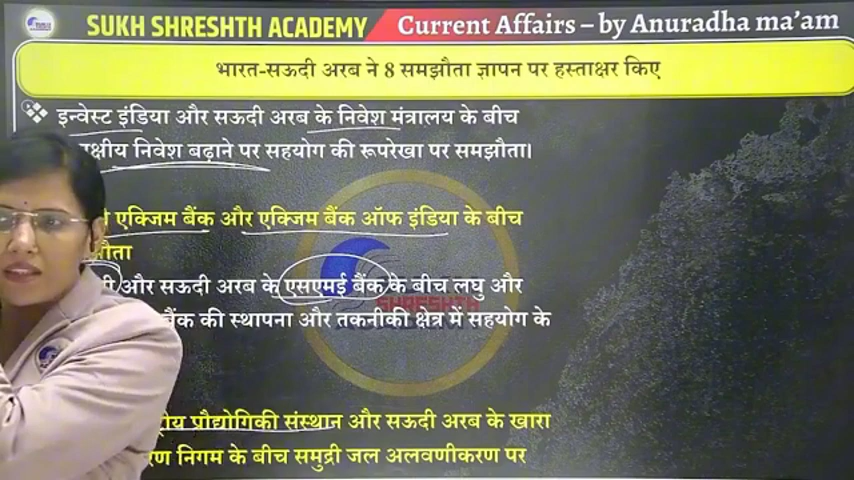 SUKH SHRESHTH ACADEMY
Current Affairs – by Anuradha ma'am
भारत-सऊदी अरब ने 8 समझौता ज्ञापन पर हस्ताक्षर किए
इन्वेस्ट इंडिया और सऊदी अरब के निवेश मंत्रालय के बीच
निवेश बढ़ाने पर सहयोग की रूपरेखा पर समझौता।
एक्जिम बैंक और एक्जिम बैंक ऑफ इंडिया के बीच
और सऊदी अरब के एसएमई बैंक के बीच लघु और
बैंक की स्थापना और तकनीकी क्षेत्र में सहयोग के
प्रौद्योगिकी संस्थान और सऊदी अरब के खारा
निगम के बीच समुद्री जल अलवणीकरण पर